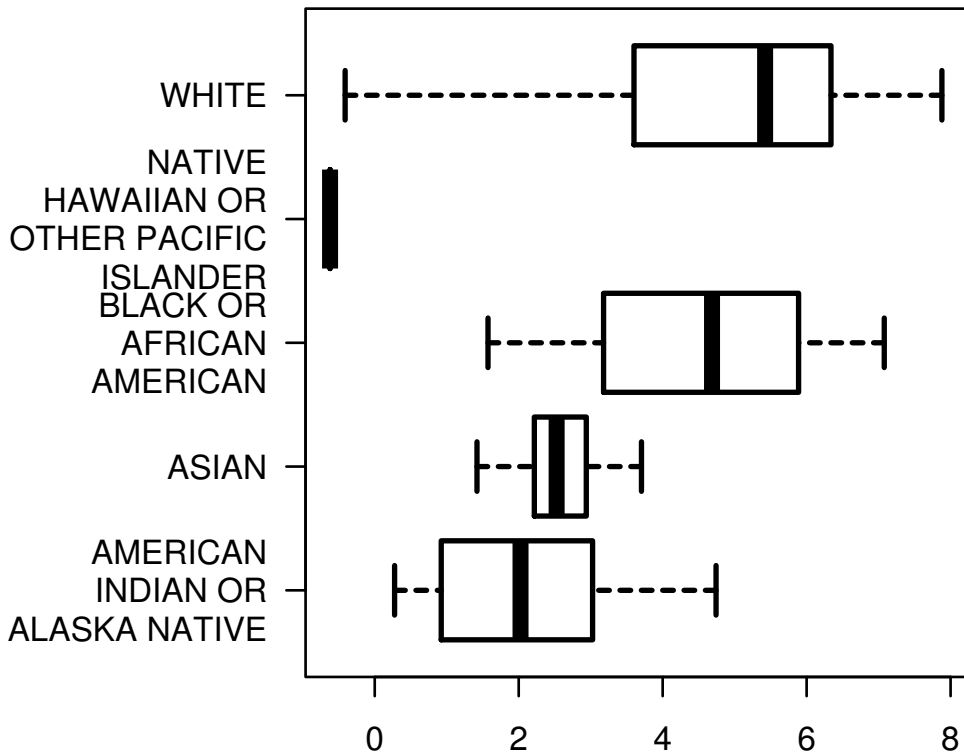 WHITE
NATIVE
HAWAIIAN OR
OTHER PACIFIC
ISLANDER
BLACK OR
AFRICAN
AMERICAN
ASIAN
AMERICAN
INDIAN OR
ALASKA NATIVE
0 2 4 6 8